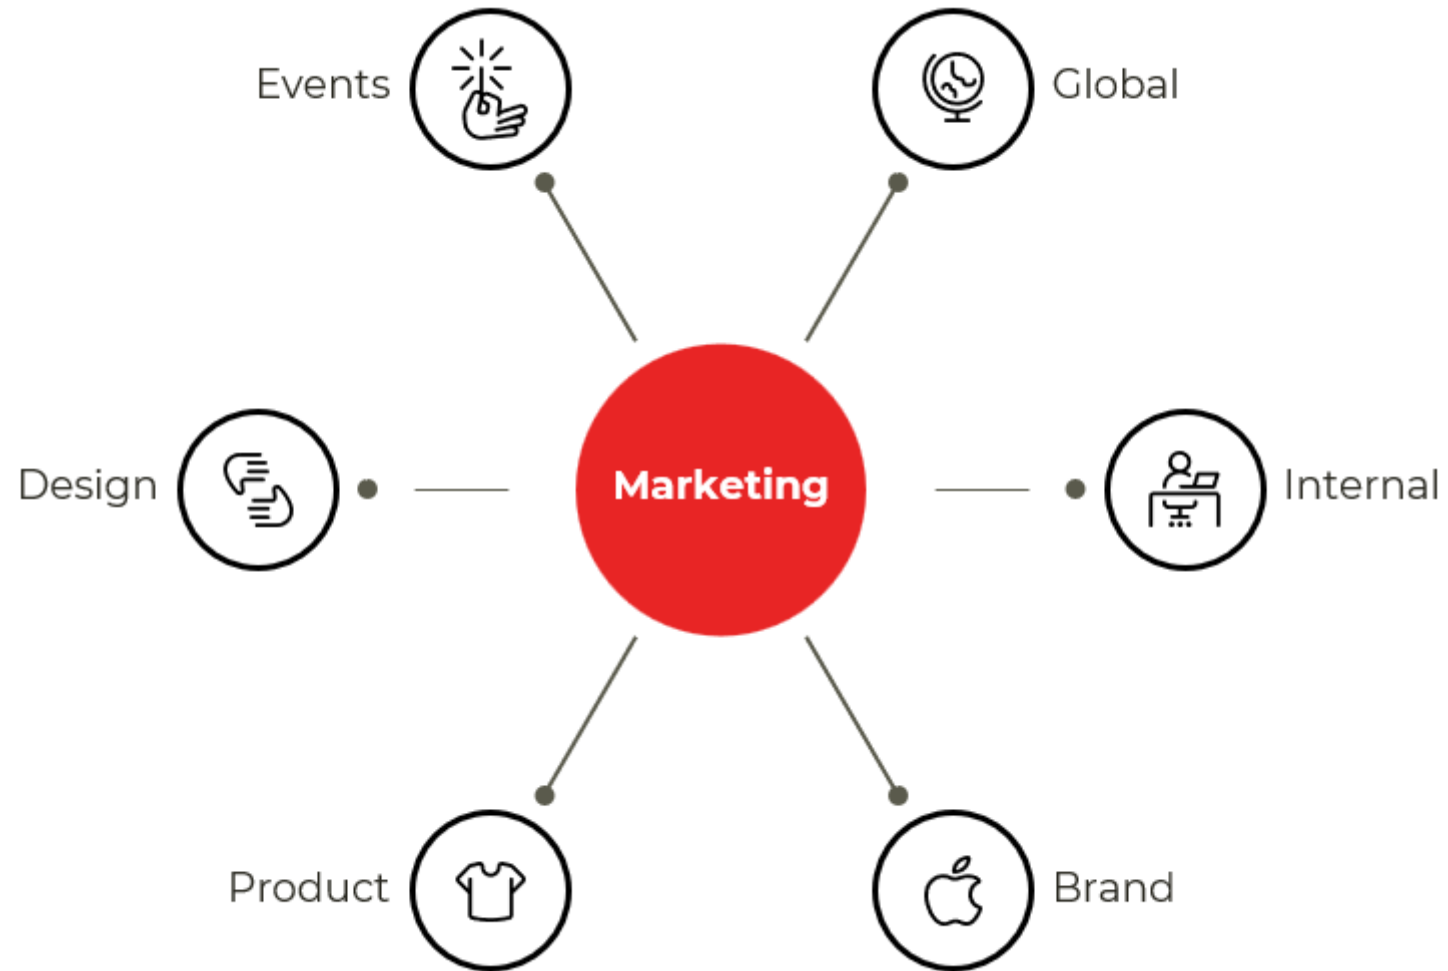 Events
Global
Design
Marketing
Internal
Product
Brand